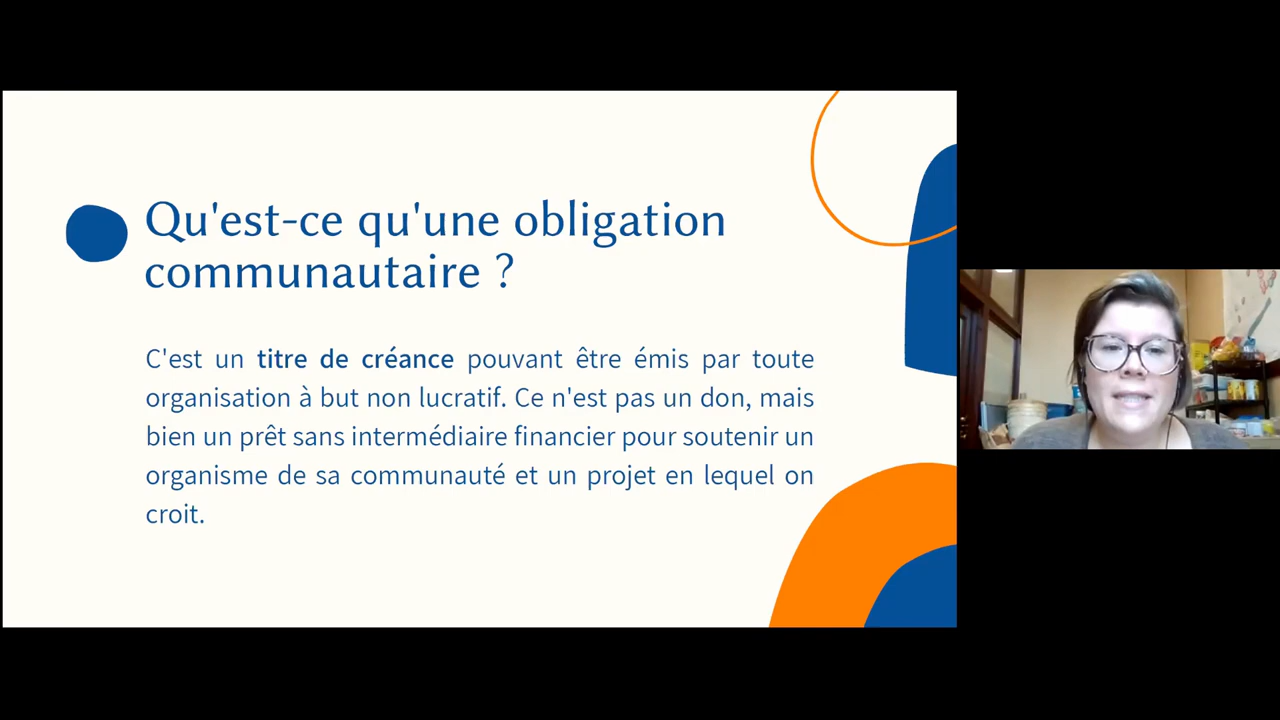 Qu'est-ce qu'une obligation
communautaire ?
C'est un titre de créance pouvant être émis par toute
organisation à but non lucratif. Ce n'est pas un don, mais
bien un prêt sans intermédiaire financier pour soutenir un
organisme de sa communauté et un projet en lequel on
croit.